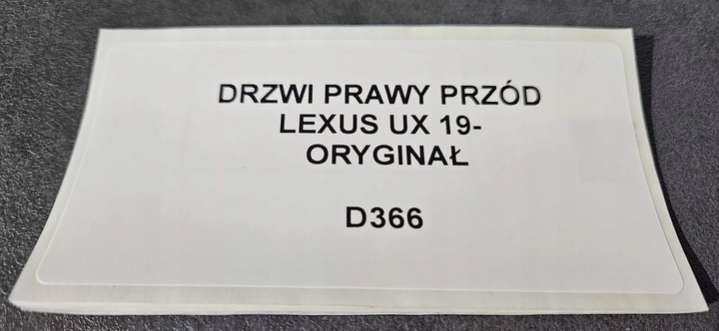 DRZWI PRAWY PRZÓD
LEXUS UX 19-
ORYGINAŁ
D366